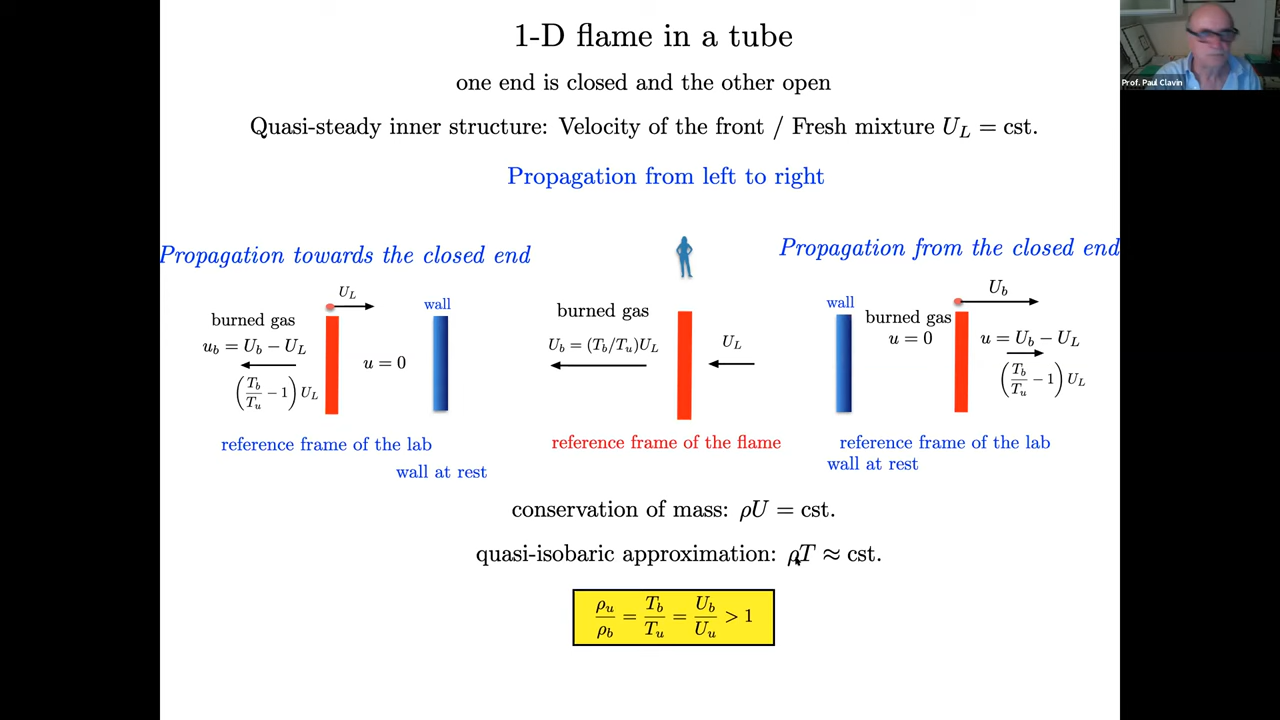 1-D flame in a tube
one end is closed and the other open
Quasi-steady inner structure: Velocity of the front / Fresh mixture U_L = cst.
Propagation from left to right
Propagation towards the closed end
U_L
wall
burned gas
u_b = U_b − U_L
u = 0
(T_b/T_u − 1) U_L
reference frame of the lab
wall at rest
burned gas
U_b = (T_b/T_u)U_L
U_L
reference frame of the flame
Propagation from the closed end
U_b
wall
burned gas
u = 0
u = U_b − U_L
(T_b/T_u − 1) U_L
reference frame of the lab
wall at rest
conservation of mass: ρU = cst.
quasi-isobaric approximation: ρT ≈ cst.
ρ_u/ρ_b = T_b/T_u = U_b/U_u > 1
Prof. Paul Clavin